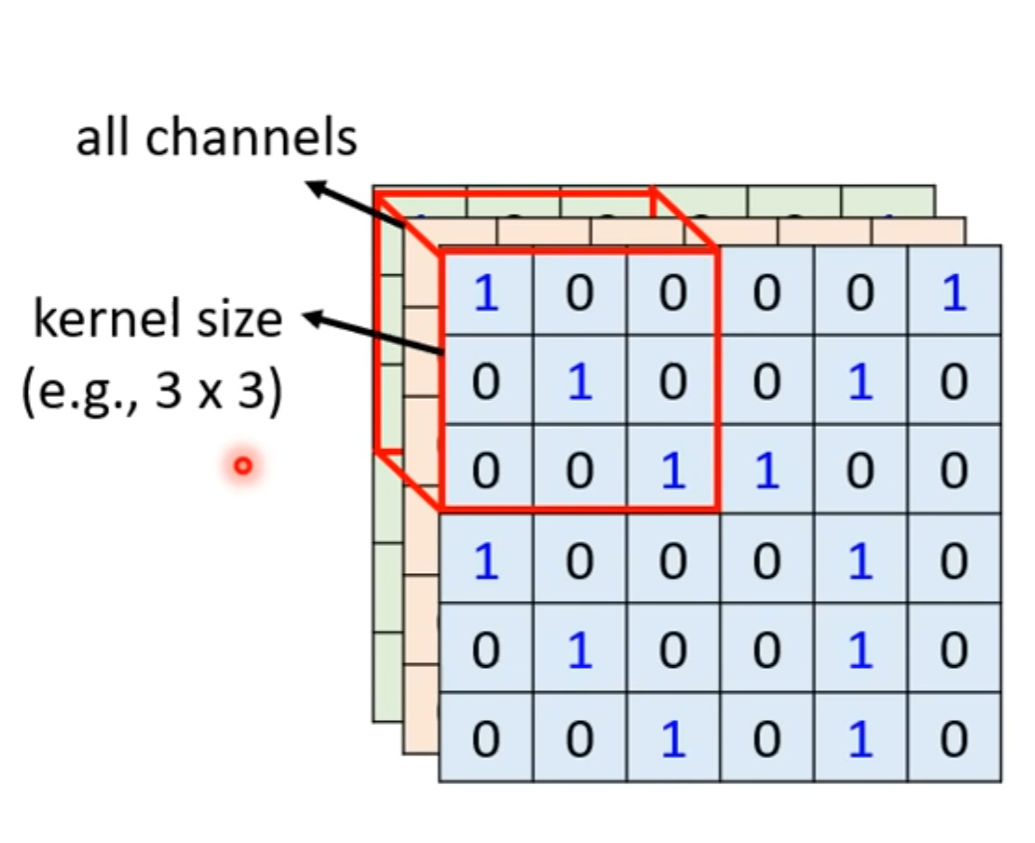 all channels
kernel size
(e.g., 3 x 3)
1 0 0 0 0 1
0 1 0 0 1 0
0 0 1 1 0 0
1 0 0 0 1 0
0 1 0 0 1 0
0 0 1 0 1 0